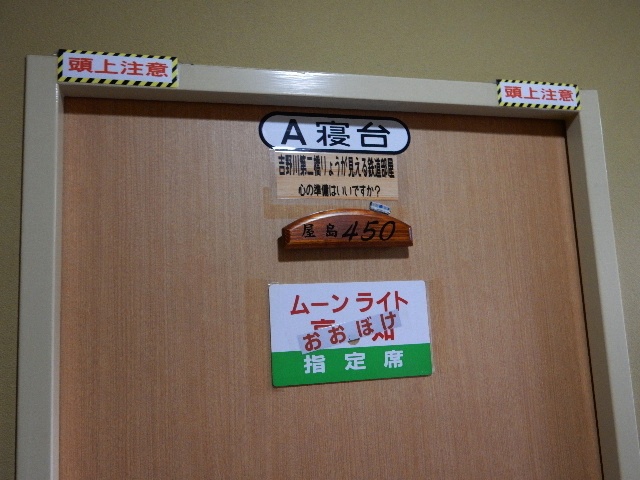 頭上注意
頭上注意
A寝台
吉野川第二橋りょうが見える鉄道部屋
心の準備はいいですか?
屋島450
ムーンライト
高知
おおぼけ
指定席